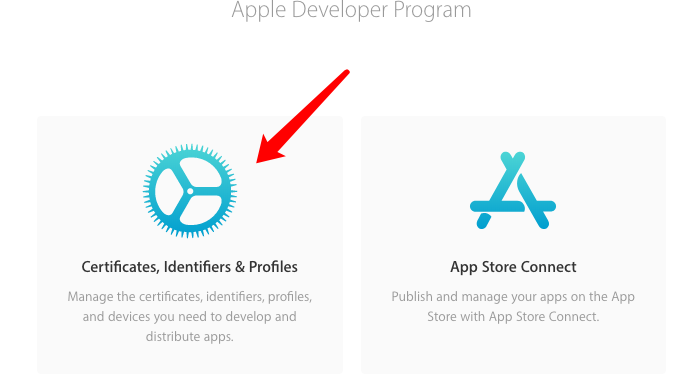 Apple Developer Program
Certificates, Identifiers & Profiles
Manage the certificates, identifiers, profiles,
and devices you need to develop and
distribute apps.
App Store Connect
Publish and manage your apps on the App
Store with App Store Connect.